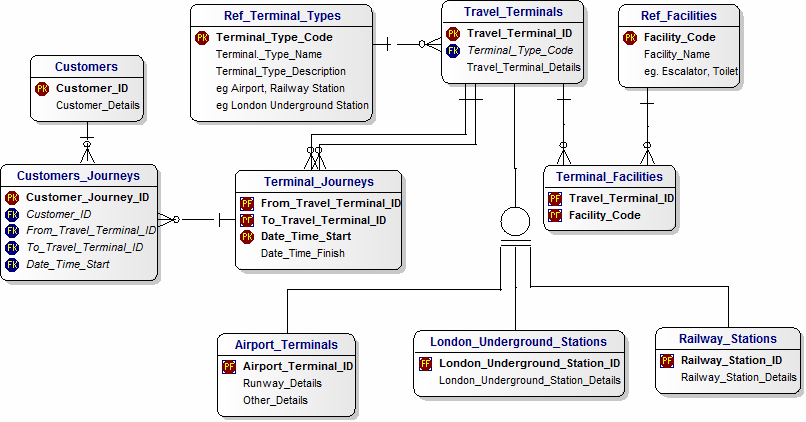 Ref_Terminal_Types
PK Terminal_Type_Code
Terminal._Type_Name
Terminal_Type_Description
eg Airport, Railway Station
eg London Underground Station
Travel_Terminals
PK Travel_Terminal_ID
FK Terminal_Type_Code
Travel_Terminal_Details
Ref_Facilities
PK Facility_Code
Facility_Name
eg. Escalator, Toilet
Customers
PK Customer_ID
Customer_Details
Customers_Journeys
PK Customer_Journey_ID
FK Customer_ID
FK From_Travel_Terminal_ID
FK To_Travel_Terminal_ID
FK Date_Time_Start
Terminal_Journeys
PF From_Travel_Terminal_ID
PF To_Travel_Terminal_ID
PK Date_Time_Start
Date_Time_Finish
Terminal_Facilities
PF Travel_Terminal_ID
PF Facility_Code
Airport_Terminals
PF Airport_Terminal_ID
Runway_Details
Other_Details
London_Underground_Stations
PF London_Underground_Station_ID
London_Underground_Station_Details
Railway_Stations
PF Railway_Station_ID
Railway_Station_Details